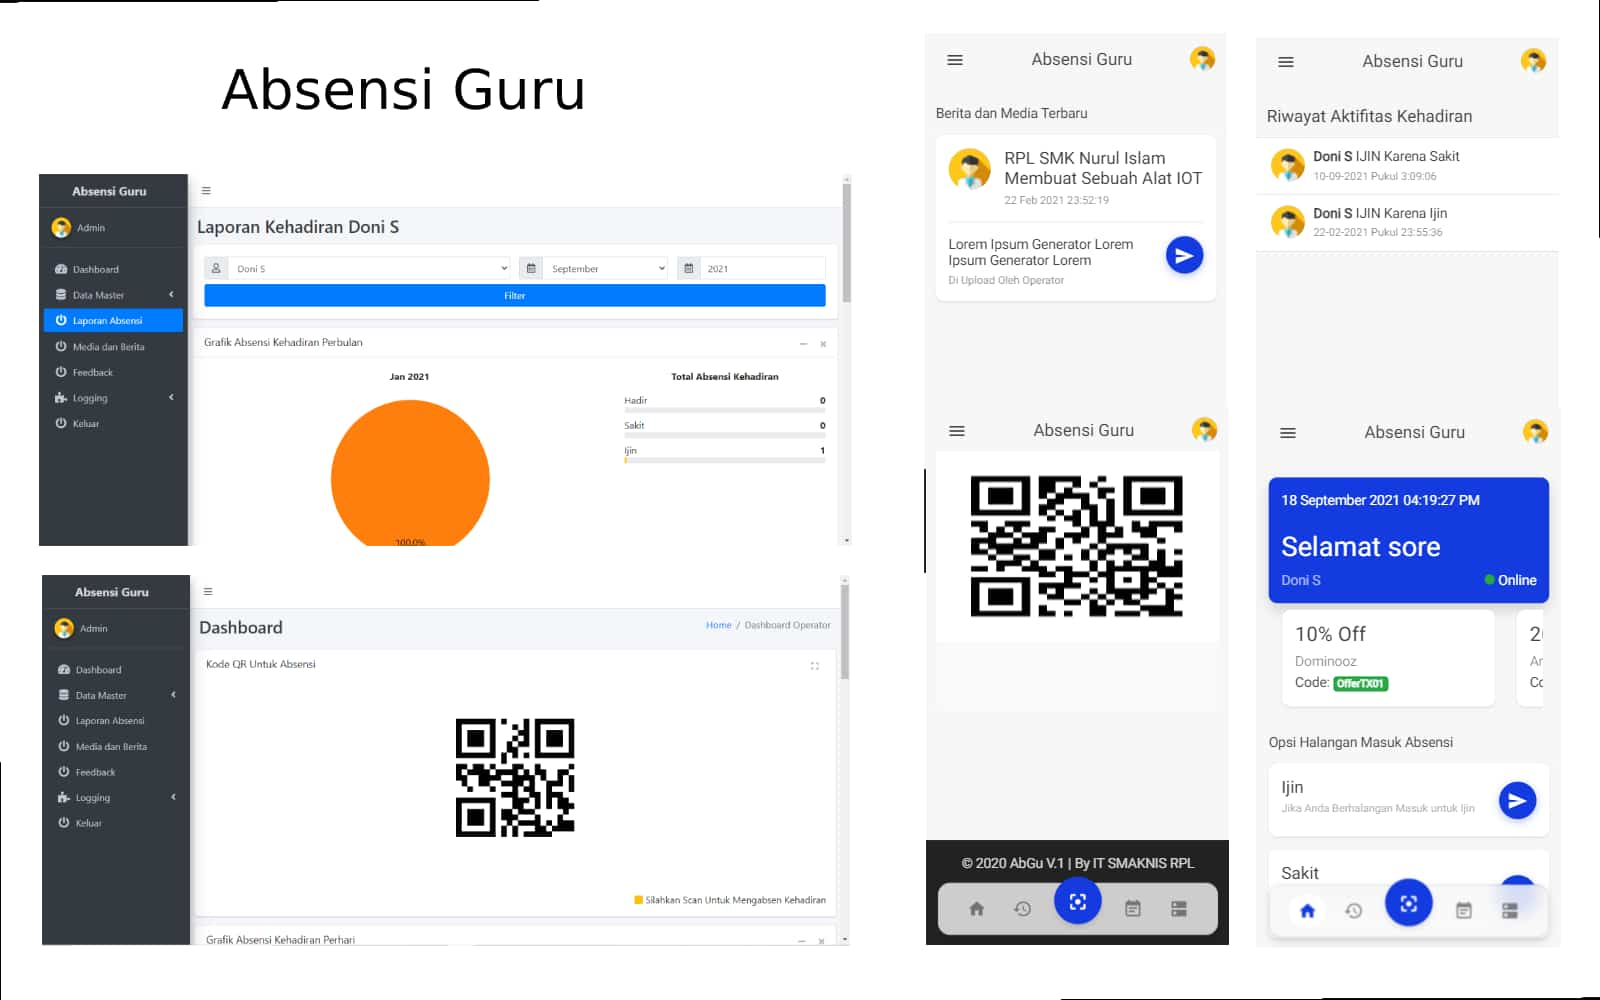 Absensi Guru
Absensi Guru
Admin
Dashboard
Data Master
Laporan Absensi
Media dan Berita
Feedback
Logging
Keluar
Laporan Kehadiran Doni S
Doni S
September
2021
Filter
Grafik Absensi Kehadiran Perbulan
Jan 2021
100.0%
Total Absensi Kehadiran
Hadir 0
Sakit 0
Ijin 1
Absensi Guru
Admin
Dashboard
Data Master
Laporan Absensi
Media dan Berita
Feedback
Logging
Keluar
Dashboard
Home / Dashboard Operator
Kode QR Untuk Absensi
Silahkan Scan Untuk Mengabsen Kehadiran
Grafik Absensi Kehadiran Perhari
Absensi Guru
Berita dan Media Terbaru
RPL SMK Nurul Islam
Membuat Sebuah Alat IOT
22 Feb 2021 23:52:19
Lorem Ipsum Generator Lorem
Ipsum Generator Lorem
Di Upload Oleh Operator
Absensi Guru
Riwayat Aktifitas Kehadiran
Doni S IJIN Karena Sakit
10-09-2021 Pukul 3:09:06
Doni S IJIN Karena Ijin
22-02-2021 Pukul 23:55:36
Absensi Guru
© 2020 AbGu V.1 | By IT SMAKNIS RPL
Absensi Guru
18 September 2021 04:19:27 PM
Selamat sore
Doni S
Online
10% Off
Dominooz
Code: OfferTX01
Opsi Halangan Masuk Absensi
Ijin
Jika Anda Berhalangan Masuk untuk Ijin
Sakit